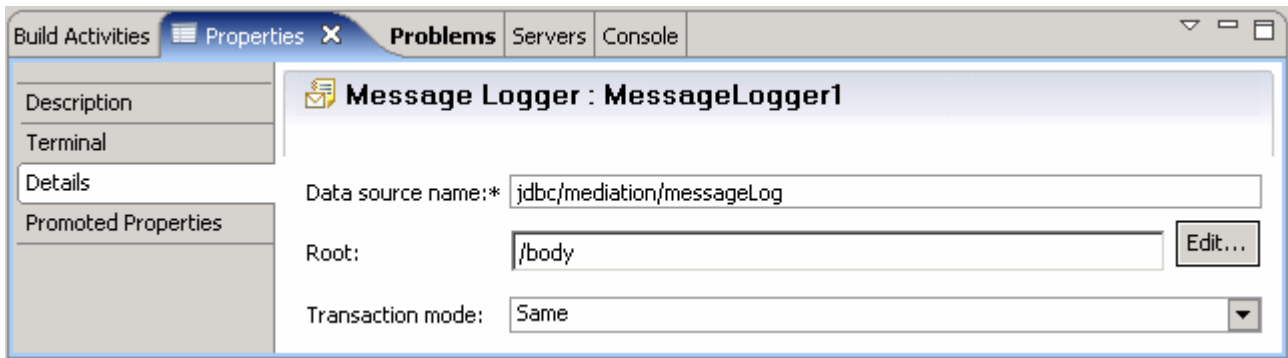 Build Activities Properties Problems Servers Console
Description
Terminal
Details
Promoted Properties
Message Logger : MessageLogger1
Data source name:* jdbc/mediation/messageLog
Root: /body Edit...
Transaction mode: Same